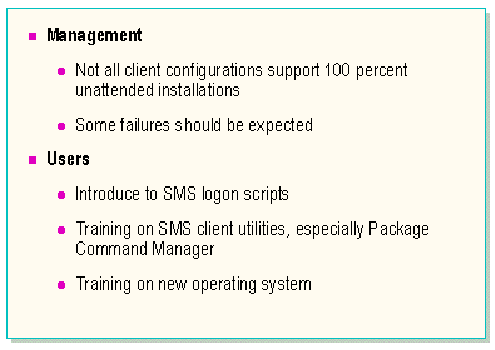 Management
Not all client configurations support 100 percent
unattended installations
Some failures should be expected
Users
Introduce to SMS logon scripts
Training on SMS client utilities, especially Package
Command Manager
Training on new operating system